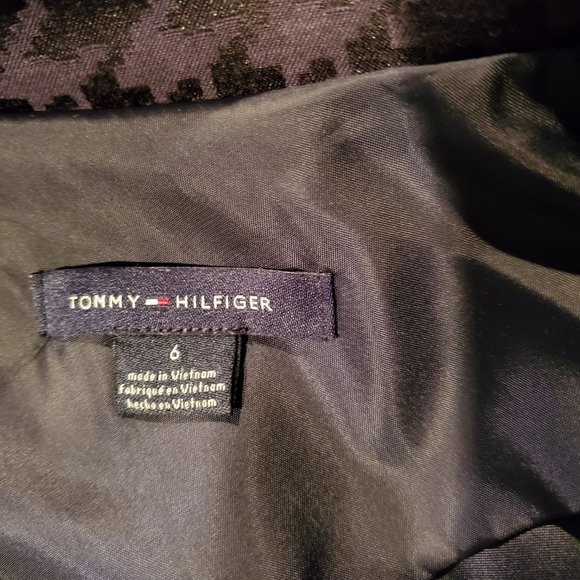 TOMMY HILFIGER
6
made in Vietnam
Fabriqué en Vietnam
hecho en Vietnam